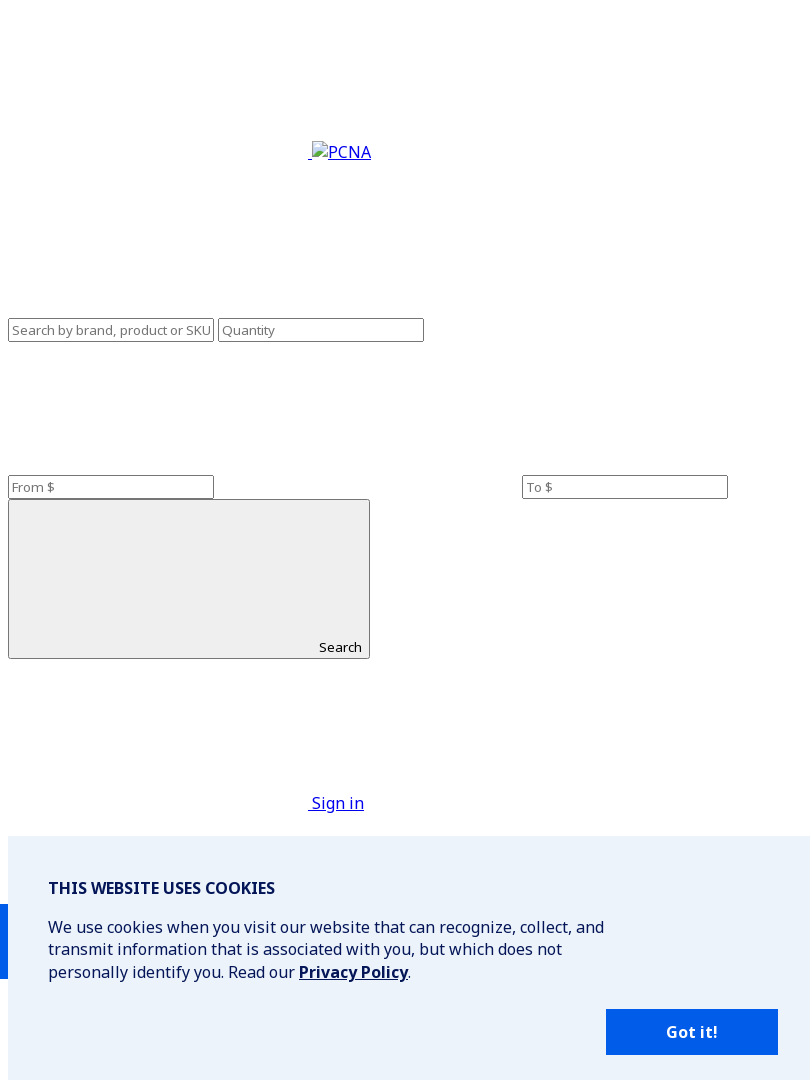 PCNA
Search by brand, product or SKU Quantity
From $ To $
Search
Sign in
THIS WEBSITE USES COOKIES
We use cookies when you visit our website that can recognize, collect, and
transmit information that is associated with you, but which does not
personally identify you. Read our Privacy Policy.
Got it!